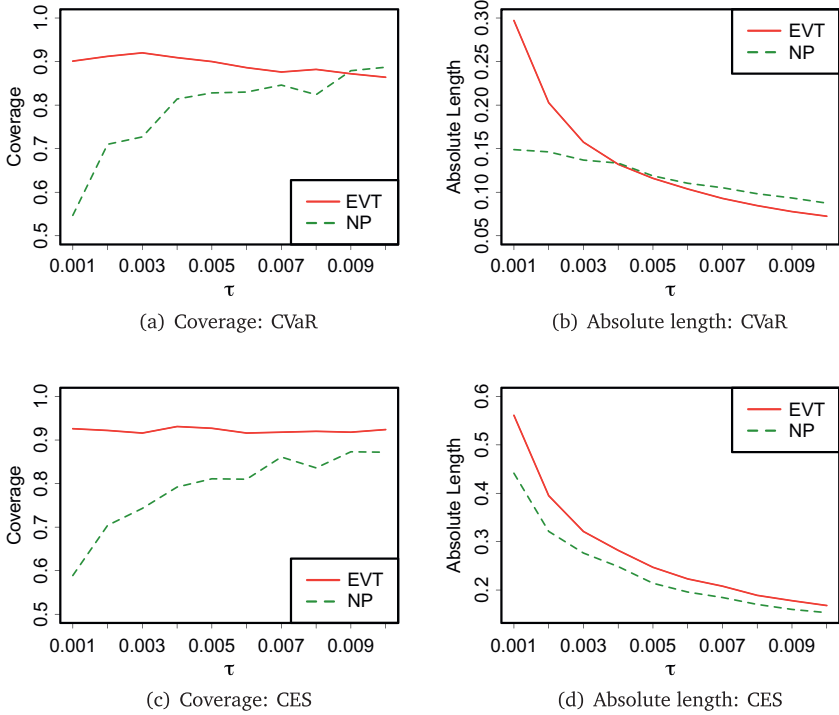 1.0
0.9
0.8
0.7
0.6
0.5
Coverage
EVT
NP
0.001 0.003 0.005 0.007 0.009
τ
(a) Coverage: CVaR
0.30
0.20
0.15
0.10
0.05
Absolute Length
EVT
NP
0.001 0.003 0.005 0.007 0.009
τ
(b) Absolute length: CVaR
1.0
0.9
0.8
0.7
0.6
0.5
Coverage
EVT
NP
0.001 0.003 0.005 0.007 0.009
τ
(c) Coverage: CES
0.6
0.5
0.4
0.3
0.2
Absolute Length
EVT
NP
0.001 0.003 0.005 0.007 0.009
τ
(d) Absolute length: CES